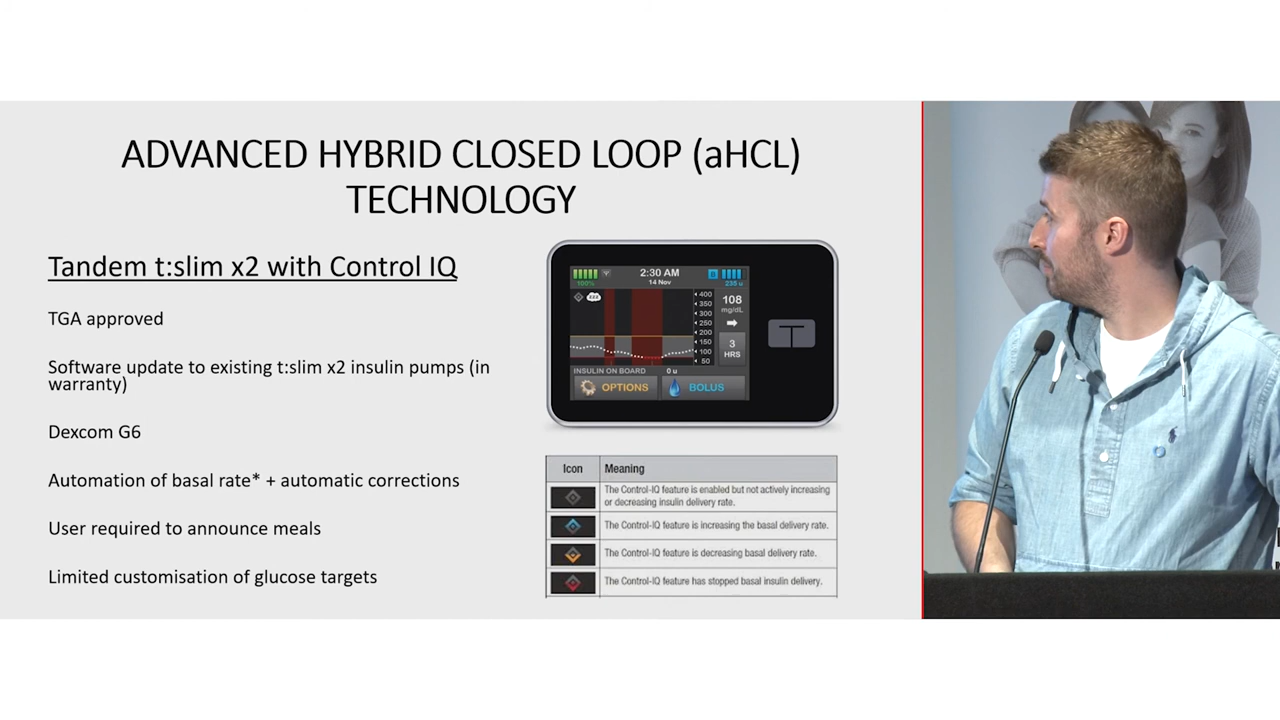 ADVANCED HYBRID CLOSED LOOP (aHCL)
TECHNOLOGY
Tandem t:slim x2 with Control IQ
TGA approved
Software update to existing t:slim x2 insulin pumps (in
warranty)
Dexcom G6
Automation of basal rate* + automatic corrections
User required to announce meals
Limited customisation of glucose targets
100%
2:30 AM
14 Nov
235 u
zzz
400
350
300
250
200
150
100
50
108
mg/dL
3
HRS
INSULIN ON BOARD 0 u
OPTIONS
BOLUS
T
Icon Meaning
The Control-IQ feature is enabled but not actively increasing
or decreasing insulin delivery rate.
The Control-IQ feature is increasing the basal delivery rate.
The Control-IQ feature is decreasing basal delivery rate.
The Control-IQ feature has stopped basal insulin delivery.